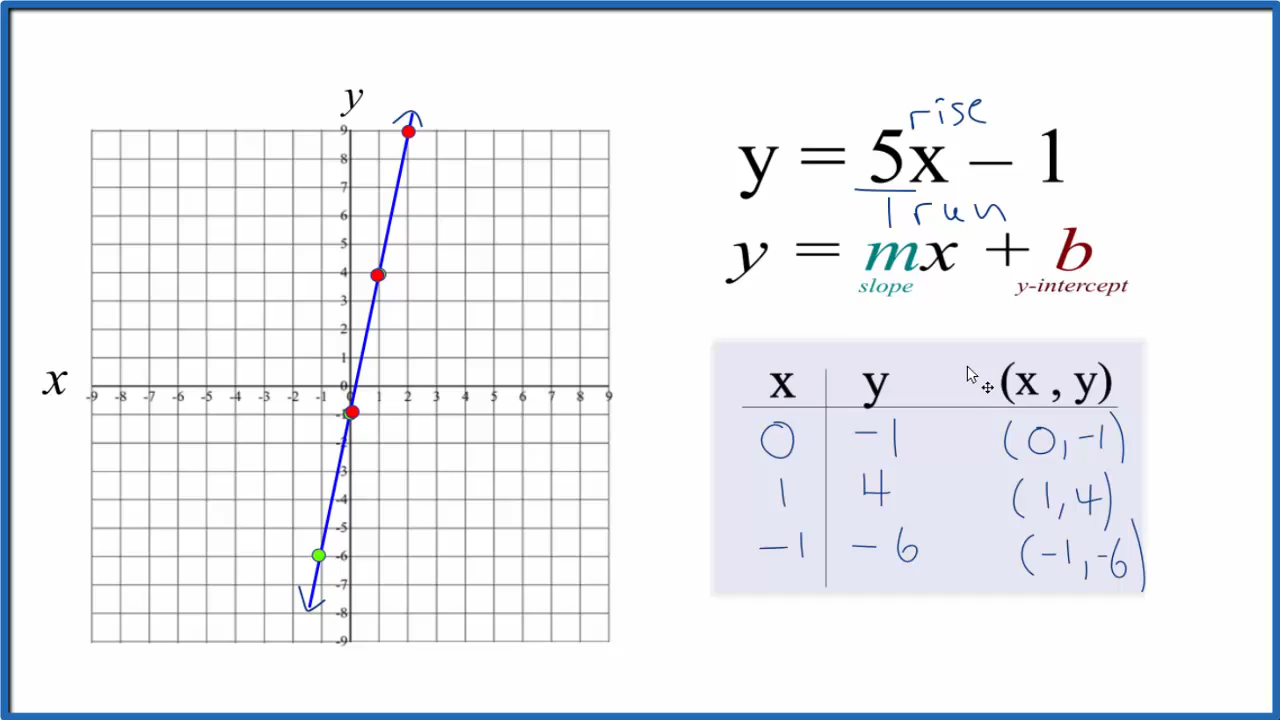 y
9
8
7
6
5
4
3
2
1
0
x
-9 -8 -7 -6 -5 -4 -3 -2 -1 0 1 2 3 4 5 6 7 8 9
-1
-2
-3
-4
-5
-6
-7
-8
-9
rise
y = 5x – 1
1 run
y = mx + b
slope y-intercept
x y (x , y)
0 -1 (0,-1)
1 4 (1,4)
-1 -6 (-1,-6)